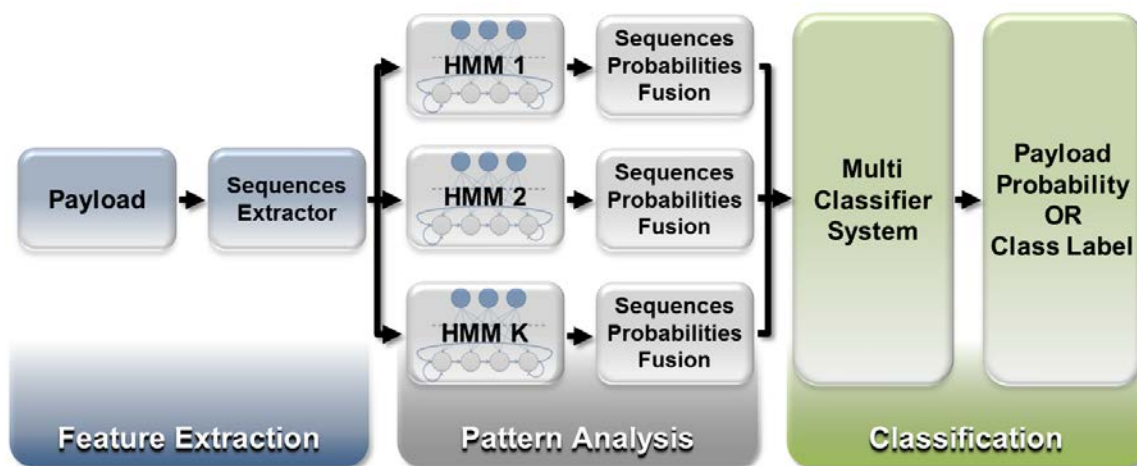 Payload
Sequences
Extractor
HMM 1
Sequences
Probabilities
Fusion
HMM 2
Sequences
Probabilities
Fusion
HMM K
Sequences
Probabilities
Fusion
Multi
Classifier
System
Payload
Probability
OR
Class Label
Feature Extraction
Pattern Analysis
Classification